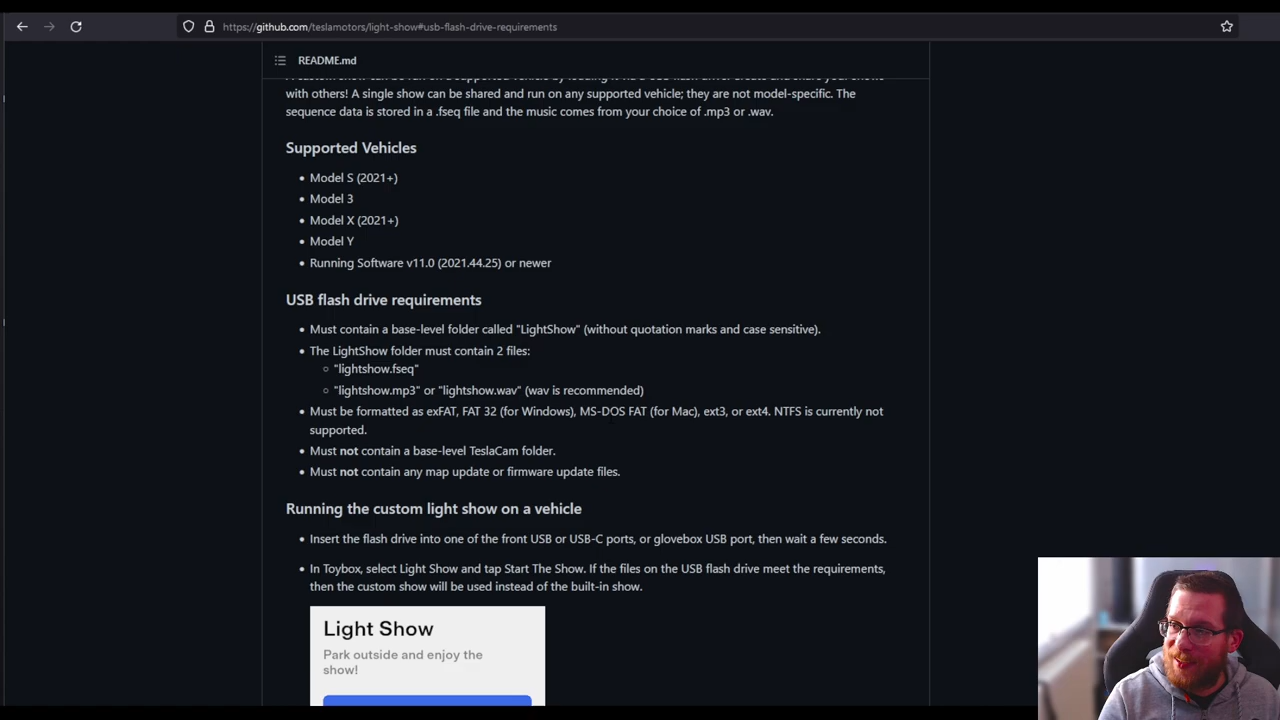 https://github.com/teslamotors/light-show#usb-flash-drive-requirements
README.md
with others! A single show can be shared and run on any supported vehicle; they are not model-specific. The
sequence data is stored in a .fseq file and the music comes from your choice of .mp3 or .wav.
Supported Vehicles
Model S (2021+)
Model 3
Model X (2021+)
Model Y
Running Software v11.0 (2021.44.25) or newer
USB flash drive requirements
Must contain a base-level folder called "LightShow" (without quotation marks and case sensitive).
The LightShow folder must contain 2 files:
"lightshow.fseq"
"lightshow.mp3" or "lightshow.wav" (wav is recommended)
Must be formatted as exFAT, FAT 32 (for Windows), MS-DOS FAT (for Mac), ext3, or ext4. NTFS is currently not
supported.
Must not contain a base-level TeslaCam folder.
Must not contain any map update or firmware update files.
Running the custom light show on a vehicle
Insert the flash drive into one of the front USB or USB-C ports, or glovebox USB port, then wait a few seconds.
In Toybox, select Light Show and tap Start The Show. If the files on the USB flash drive meet the requirements,
then the custom show will be used instead of the built-in show.
Light Show
Park outside and enjoy the
show!